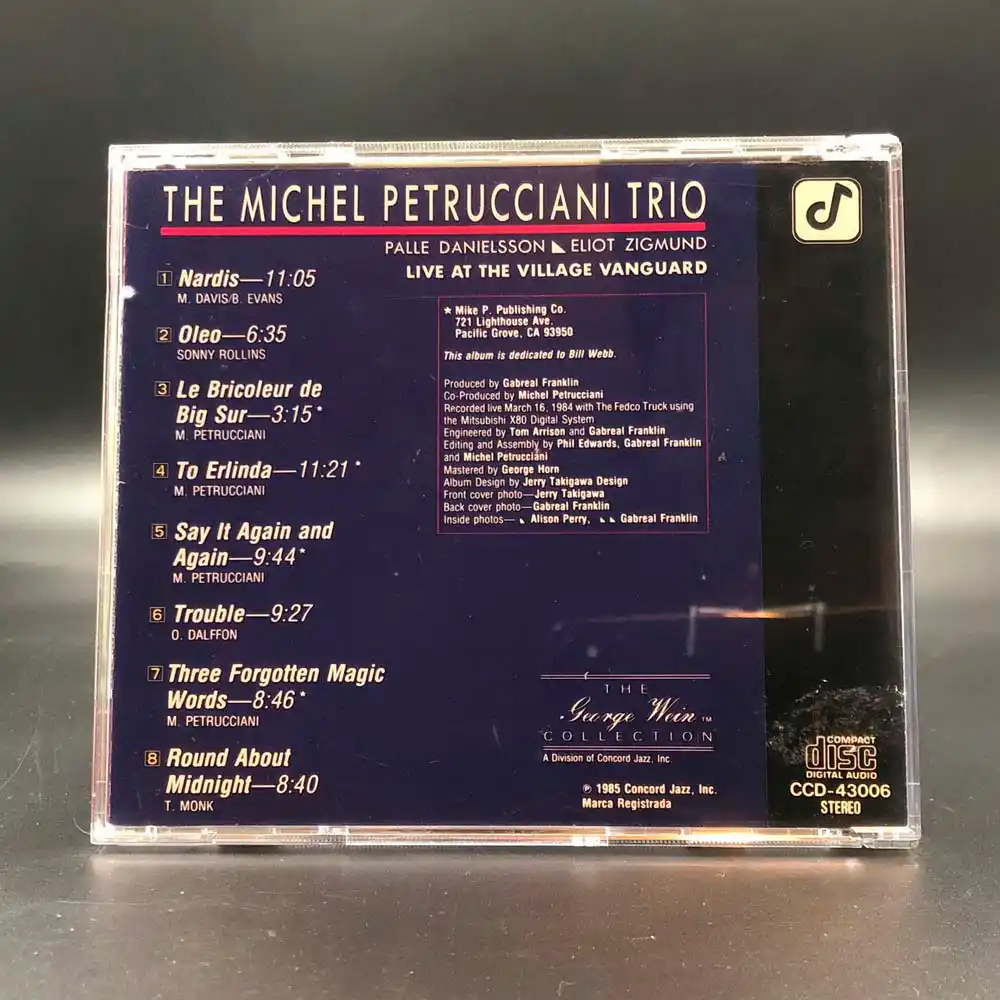 THE MICHEL PETRUCCIANI TRIO
PALLE DANIELSSON ◣ ELIOT ZIGMUND
LIVE AT THE VILLAGE VANGUARD
1 Nardis—11:05
M. DAVIS/B. EVANS
2 Oleo—6:35
SONNY ROLLINS
3 Le Bricoleur de
Big Sur—3:15*
M. PETRUCCIANI
4 To Erlinda—11:21*
M. PETRUCCIANI
5 Say It Again and
Again—9:44*
M. PETRUCCIANI
6 Trouble—9:27
O. DALFFON
7 Three Forgotten Magic
Words—8:46*
M. PETRUCCIANI
8 Round About
Midnight—8:40
T. MONK
* Mike P. Publishing Co.
721 Lighthouse Ave.
Pacific Grove, CA 93950
This album is dedicated to Bill Webb.
Produced by Gabreal Franklin
Co-Produced by Michel Petrucciani
Recorded live March 16, 1984 with The Fedco Truck using
the Mitsubishi X80 Digital System
Engineered by Tom Arrison and Gabreal Franklin
Editing and Assembly by Phil Edwards, Gabreal Franklin
and Michel Petrucciani
Mastered by George Horn
Album Design by Jerry Takigawa Design
Front cover photo—Jerry Takigawa
Back cover photo—Gabreal Franklin
Inside photos— ◣ Alison Perry, ◣◣ Gabreal Franklin
THE
George Wein TM
COLLECTION
A Division of Concord Jazz, Inc.
℗ 1985 Concord Jazz, Inc.
Marca Registrada
COMPACT
disc
DIGITAL AUDIO
CCD-43006
STEREO